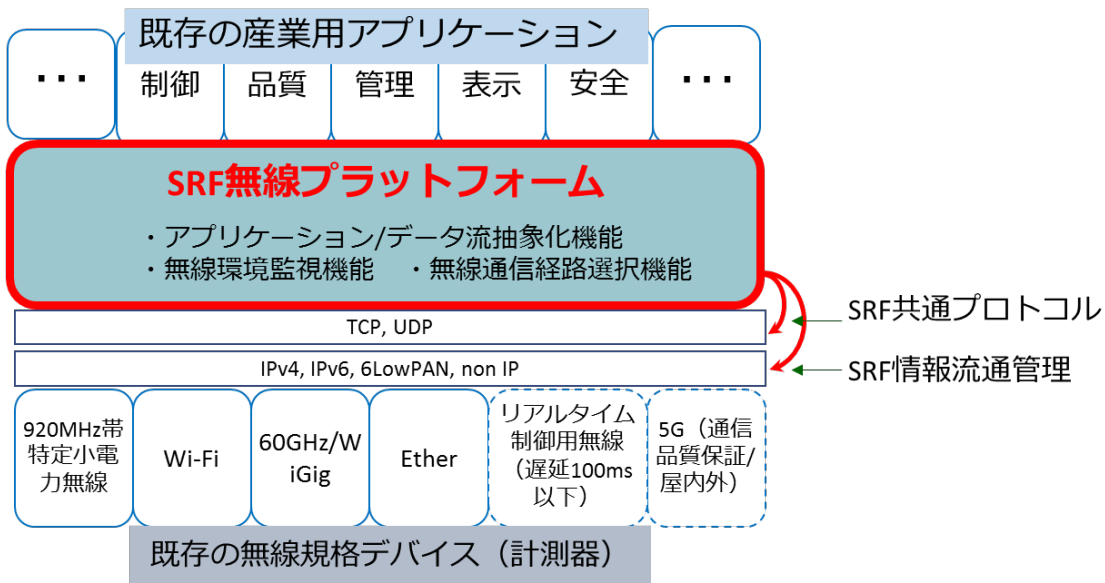 既存の産業用アプリケーション
･･･
制御
品質
管理
表示
安全
･･･
SRF無線プラットフォーム
・アプリケーション/データ流抽象化機能
・無線環境監視機能　・無線通信経路選択機能
TCP, UDP
SRF共通プロトコル
IPv4, IPv6, 6LowPAN, non IP
SRF情報流通管理
920MHz帯
特定小電
力無線
Wi-Fi
60GHz/W
iGig
Ether
リアルタイム
制御用無線
（遅延100ms
以下）
5G（通信
品質保証/
屋内外）
既存の無線規格デバイス（計測器）